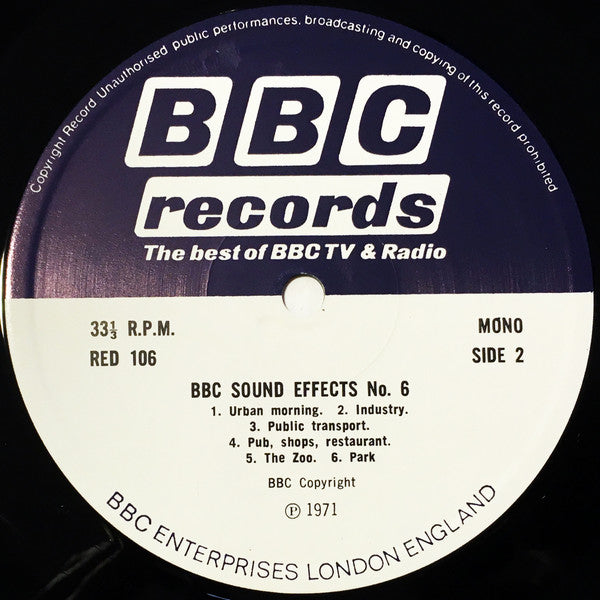 Copyright Record Unauthorised public performances, broadcasting and copying of this record prohibited
BBC
records
The best of BBC TV & Radio
33⅓ R.P.M.
MONO
RED 106
SIDE 2
BBC SOUND EFFECTS No. 6
1. Urban morning. 2. Industry.
3. Public transport.
4. Pub, shops, restaurant.
5. The Zoo. 6. Park
BBC Copyright
℗ 1971
BBC ENTERPRISES LONDON ENGLAND